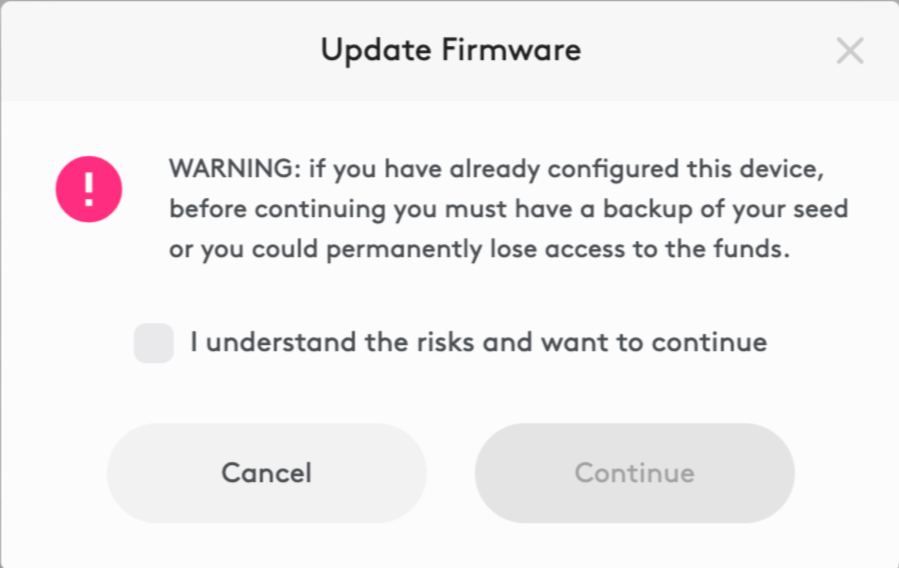 Update Firmware
WARNING: if you have already configured this device,
before continuing you must have a backup of your seed
or you could permanently lose access to the funds.
I understand the risks and want to continue
Cancel
Continue